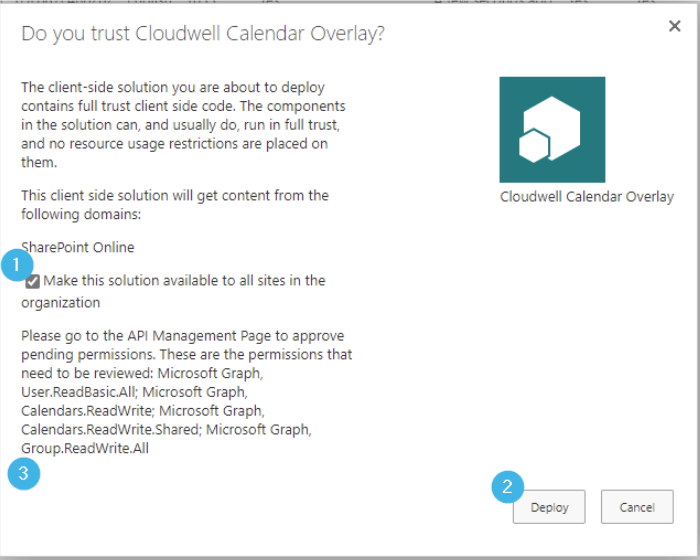 Do you trust Cloudwell Calendar Overlay?
The client-side solution you are about to deploy
contains full trust client side code. The components
in the solution can, and usually do, run in full trust,
and no resource usage restrictions are placed on
them.
Cloudwell Calendar Overlay
This client side solution will get content from the
following domains:
SharePoint Online
1
Make this solution available to all sites in the
organization
Please go to the API Management Page to approve
pending permissions. These are the permissions that
need to be reviewed: Microsoft Graph,
User.ReadBasic.All; Microsoft Graph,
Calendars.ReadWrite; Microsoft Graph,
Calendars.ReadWrite.Shared; Microsoft Graph,
Group.ReadWrite.All
3
2
Deploy
Cancel